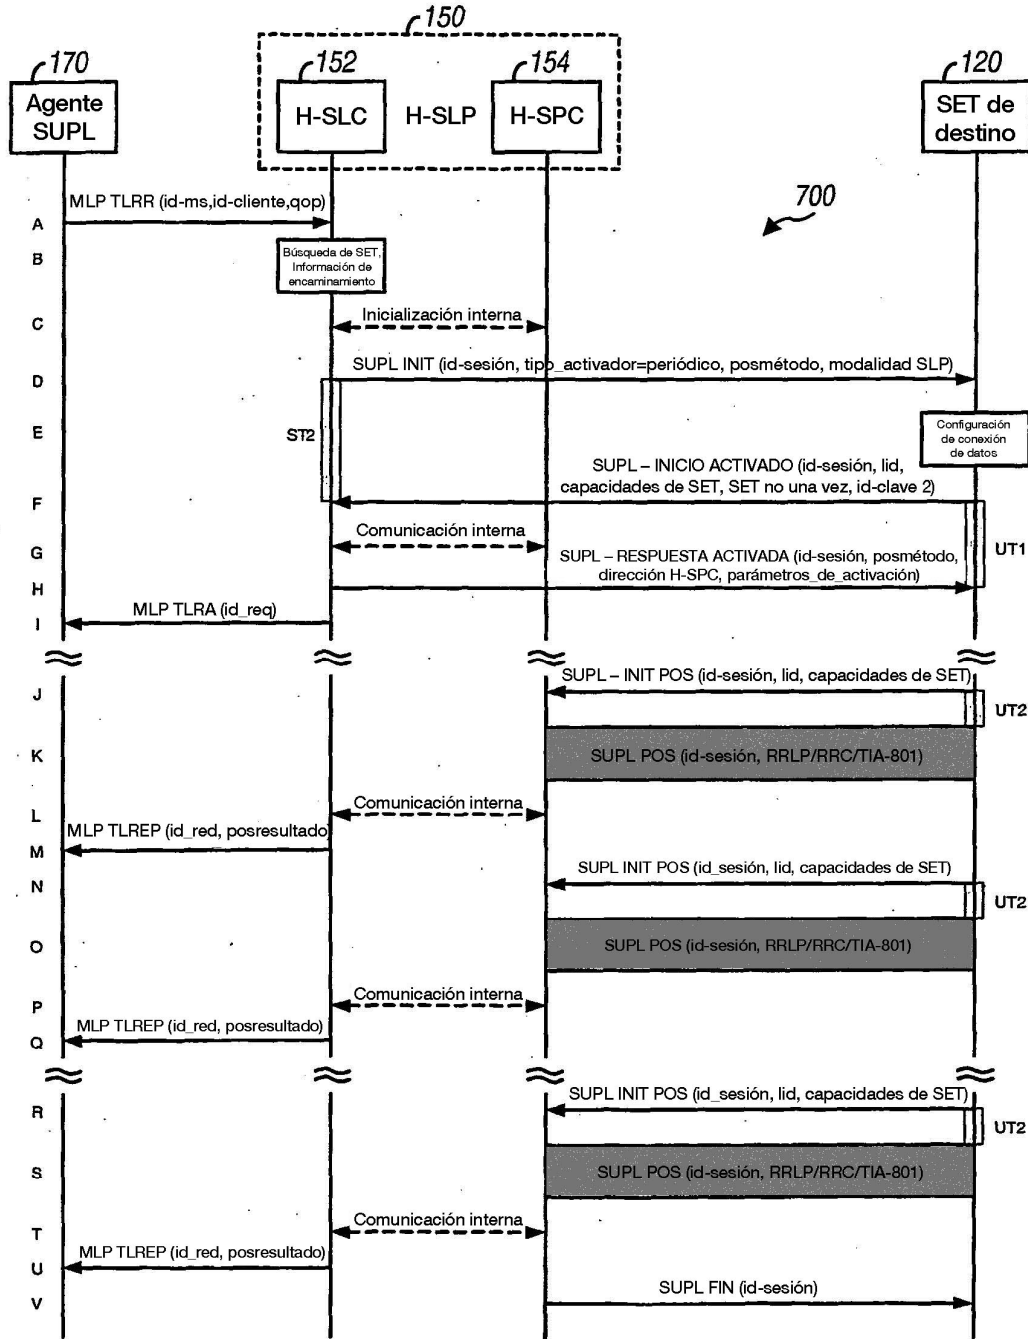 150
170
152
154
120
Agente
SUPL
H-SLC
H-SLP
H-SPC
SET de
destino
700
MLP TLRR (id-ms,id-cliente,qop)
A
B
Búsqueda de SET,
Información de
encaminamiento
C
Inicialización interna
SUPL INIT (id-sesión, tipo_activador=periódico, posmétodo, modalidad SLP)
D
E
ST2
Configuración
de conexión
de datos
SUPL – INICIO ACTIVADO (id-sesión, lid,
capacidades de SET, SET no una vez, id-clave 2)
F
Comunicación interna
G
UT1
SUPL – RESPUESTA ACTIVADA (id-sesión, posmétodo,
dirección H-SPC, parámetros_de_activación)
H
MLP TLRA (id_req)
I
SUPL – INIT POS (id-sesión, lid, capacidades de SET)
J
UT2
K
SUPL POS (id-sesión, RRLP/RRC/TIA-801)
Comunicación interna
L
MLP TLREP (id_red, posresultado)
M
SUPL INIT POS (id_sesión, lid, capacidades de SET)
N
UT2
O
SUPL POS (id-sesión, RRLP/RRC/TIA-801)
Comunicación interna
P
MLP TLREP (id_red, posresultado)
Q
SUPL INIT POS (id_sesión, lid, capacidades de SET)
R
UT2
S
SUPL POS (id-sesión, RRLP/RRC/TIA-801)
Comunicación interna
T
MLP TLREP (id_red, posresultado)
U
SUPL FIN (id-sesión)
V